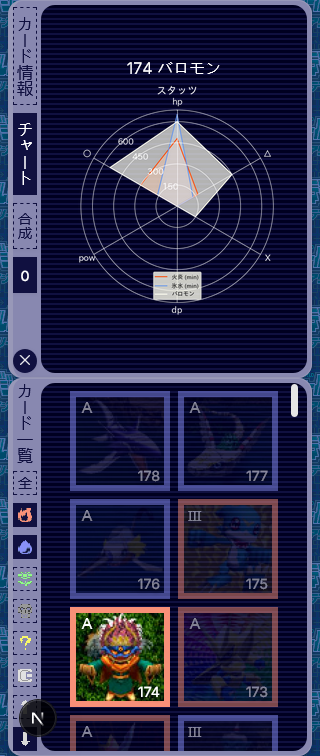 カード情報
チャート
合成
0
174 バロモン
スタッツ
hp
600
450
300
150
○
△
pow
X
dp
火炎 (min)
氷水 (min)
バロモン
カード一覧
全
A
178
A
177
A
176
III
175
A
174
A
173
A
III
N